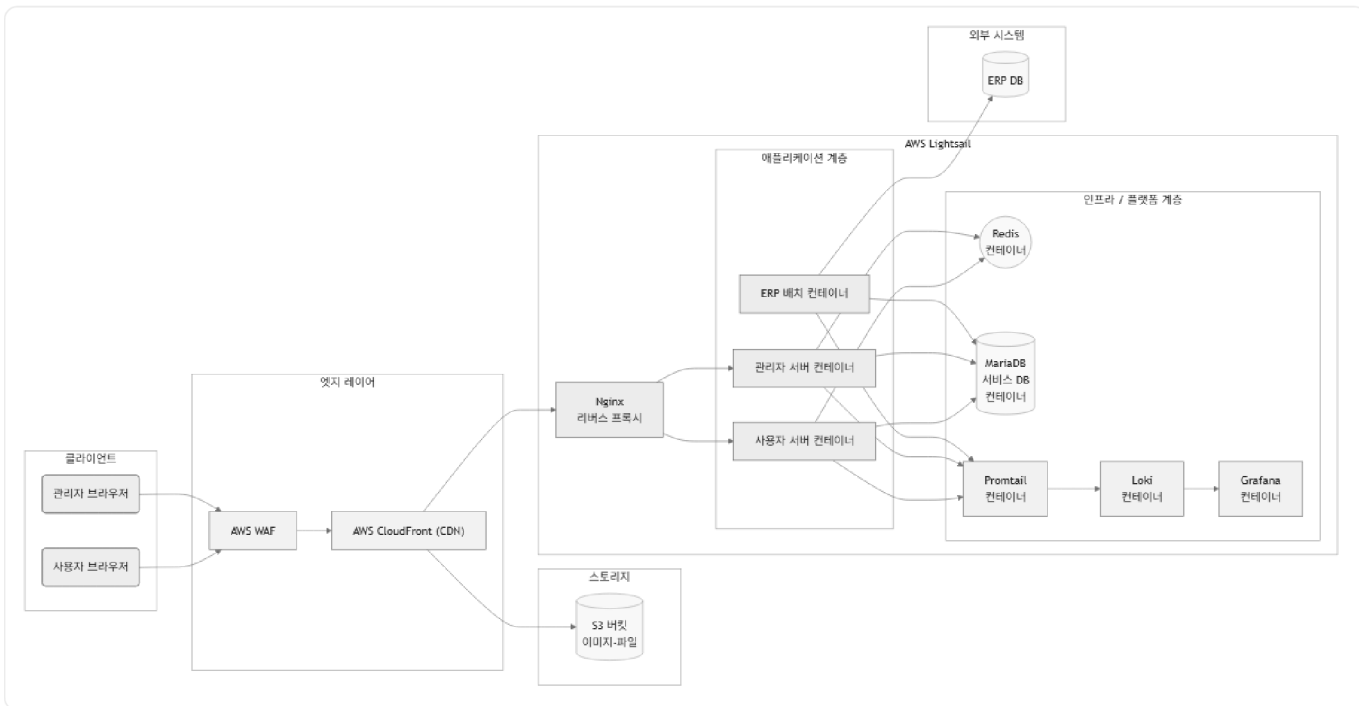 외부 시스템
ERP DB
AWS Lightsail
애플리케이션 계층
인프라 / 플랫폼 계층
Redis
컨테이너
ERP 배치 컨테이너
MariaDB
서비스 DB
컨테이너
관리자 서버 컨테이너
엣지 레이어
Nginx
리버스 프록시
사용자 서버 컨테이너
클라이언트
관리자 브라우저
사용자 브라우저
AWS WAF
AWS CloudFront (CDN)
Promtail
컨테이너
Loki
컨테이너
Grafana
컨테이너
스토리지
S3 버킷
이미지-파일